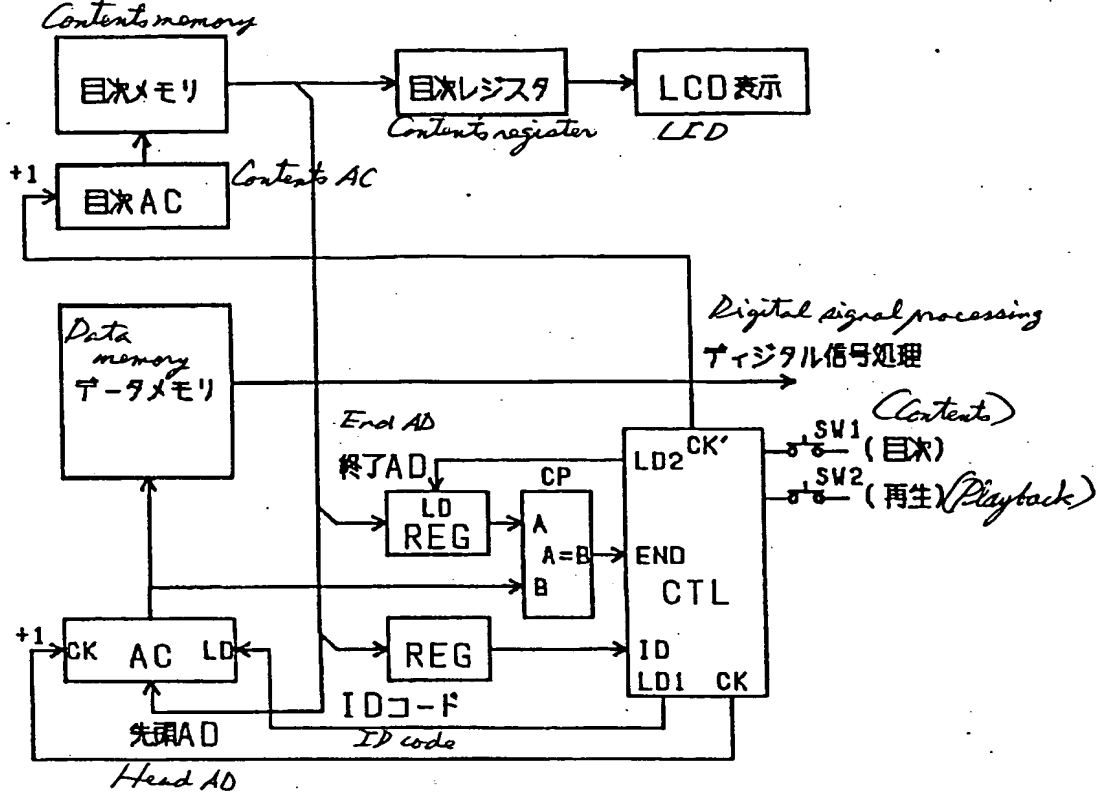 Contents memory
目次メモリ
目次レジスタ
LCD表示
Contents register
LED
+1
目次AC
Contents AC
Data
memory
データメモリ
Digital signal processing
ディジタル信号処理
(Contents)
SW1 (目次)
SW2 (再生) (Playback)
End AD
終了AD
LD
REG
CP
A
A=B
B
LD2
CK'
END
CTL
ID
LD1
CK
+1
CK
AC
LD
REG
IDコード
ID code
先頭AD
Head AD